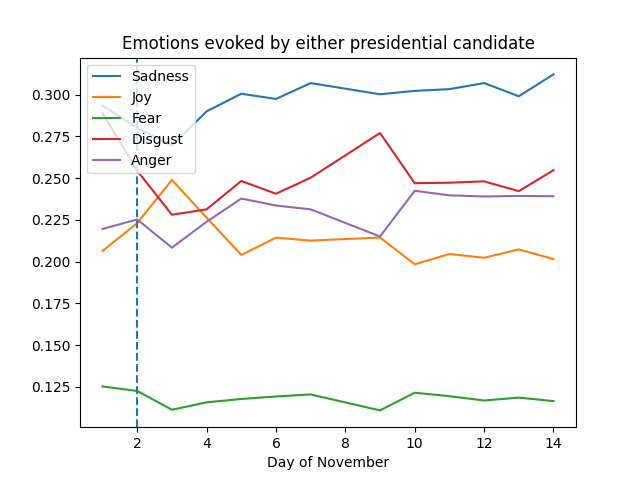 Emotions evoked by either presidential candidate
Sadness
Joy
Fear
Disgust
Anger
0.300
0.275
0.250
0.225
0.200
0.175
0.150
0.125
2 4 6 8 10 12 14
Day of November